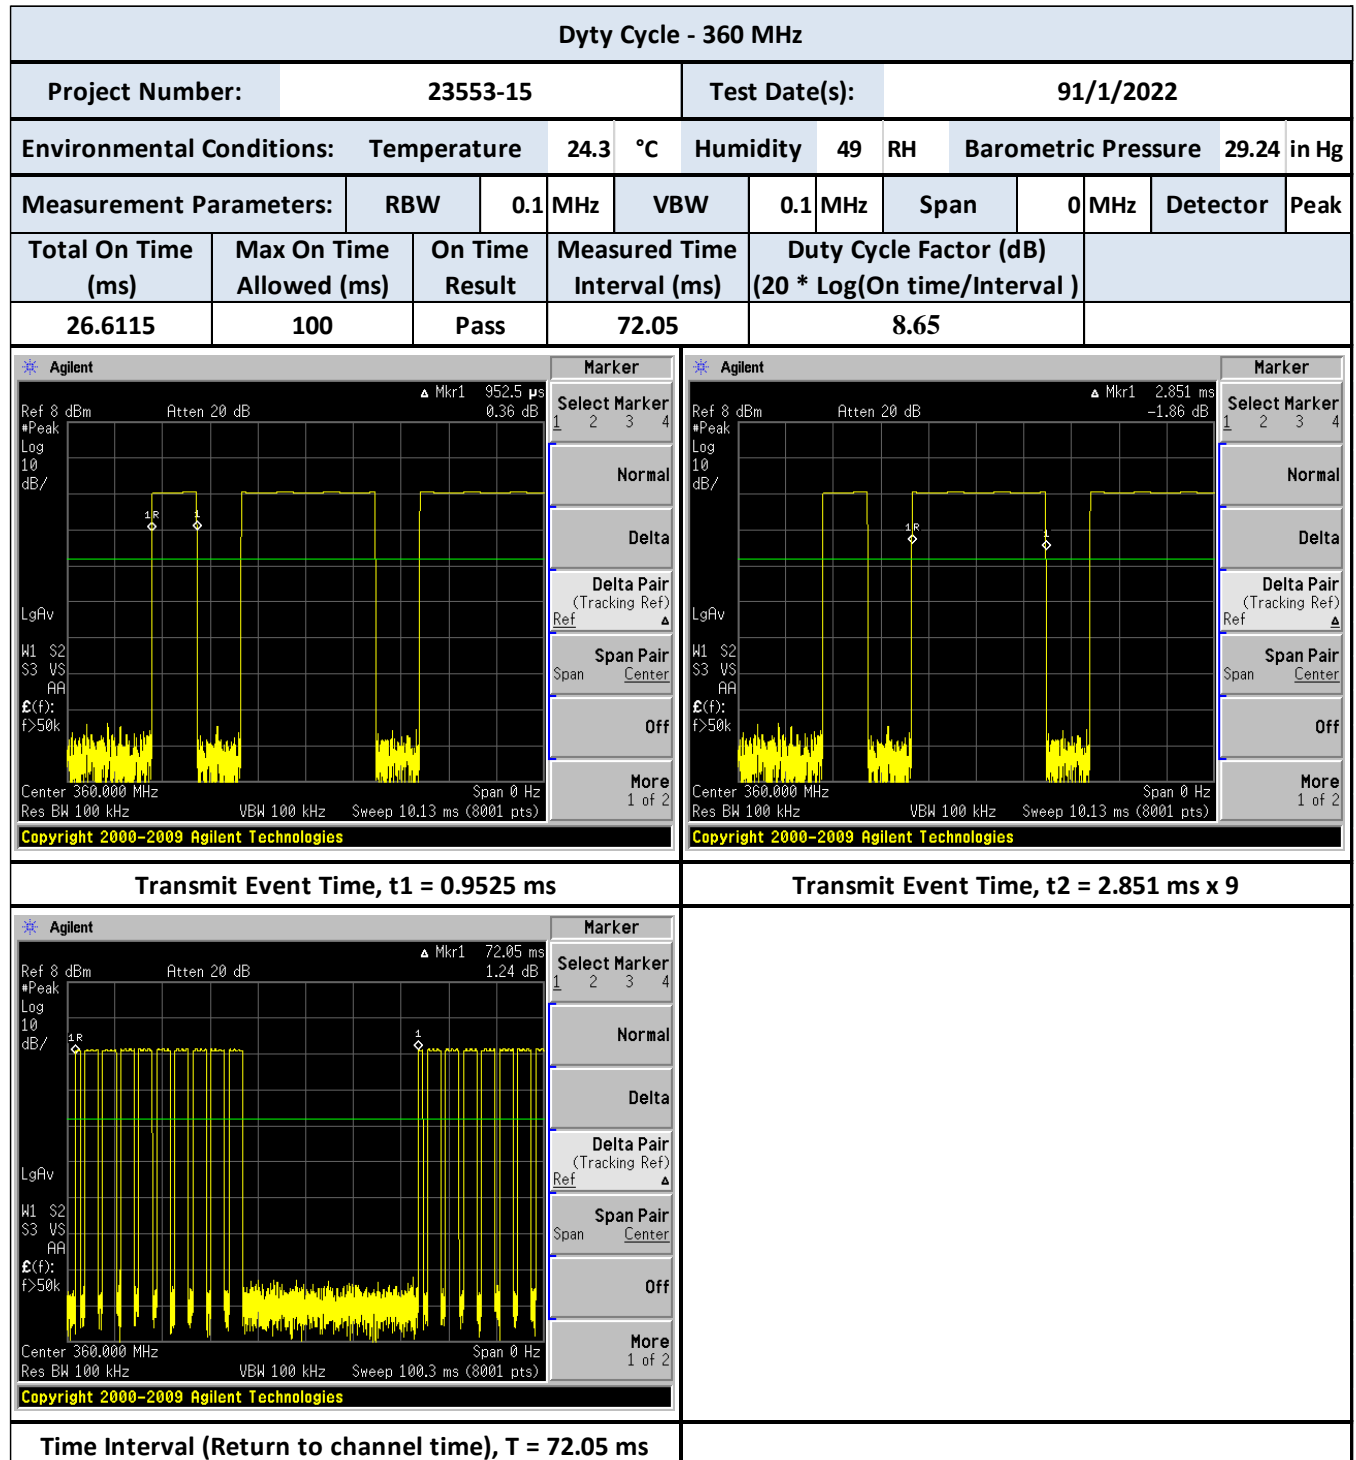 Dyty Cycle - 360 MHz
Project Number: 23553-15 Test Date(s): 91/1/2022
Environmental Conditions: Temperature 24.3 °C Humidity 49 RH Barometric Pressure 29.24 in Hg
Measurement Parameters: RBW 0.1 MHz VBW 0.1 MHz Span 0 MHz Detector Peak
Total On Time (ms) Max On Time Allowed (ms) On Time Result Measured Time Interval (ms) Duty Cycle Factor (dB) (20 * Log(On time/Interval )
26.6115 100 Pass 72.05 8.65
Agilent Marker
Δ Mkr1 952.5 µs
Ref 8 dBm Atten 20 dB 0.36 dB
#Peak
Log
10
dB/
1R 1
LgAv
W1 S2
S3 VS
AA
£(f):
f>50k
Center 360.000 MHz Span 0 Hz
Res BW 100 kHz VBW 100 kHz Sweep 10.13 ms (8001 pts)
Copyright 2000-2009 Agilent Technologies
Select Marker
1 2 3 4
Normal
Delta
Delta Pair
(Tracking Ref)
Ref Δ
Span Pair
Span Center
Off
More
1 of 2
Agilent Marker
Δ Mkr1 2.851 ms
Ref 8 dBm Atten 20 dB -1.86 dB
#Peak
Log
10
dB/
1R 1
LgAv
W1 S2
S3 VS
AA
£(f):
f>50k
Center 360.000 MHz Span 0 Hz
Res BW 100 kHz VBW 100 kHz Sweep 10.13 ms (8001 pts)
Copyright 2000-2009 Agilent Technologies
Select Marker
1 2 3 4
Normal
Delta
Delta Pair
(Tracking Ref)
Ref Δ
Span Pair
Span Center
Off
More
1 of 2
Transmit Event Time, t1 = 0.9525 ms
Transmit Event Time, t2 = 2.851 ms x 9
Agilent Marker
Δ Mkr1 72.05 ms
Ref 8 dBm Atten 20 dB 1.24 dB
#Peak
Log
10
dB/
1R 1
LgAv
W1 S2
S3 VS
AA
£(f):
f>50k
Center 360.000 MHz Span 0 Hz
Res BW 100 kHz VBW 100 kHz Sweep 100.3 ms (8001 pts)
Copyright 2000-2009 Agilent Technologies
Select Marker
1 2 3 4
Normal
Delta
Delta Pair
(Tracking Ref)
Ref Δ
Span Pair
Span Center
Off
More
1 of 2
Time Interval (Return to channel time), T = 72.05 ms